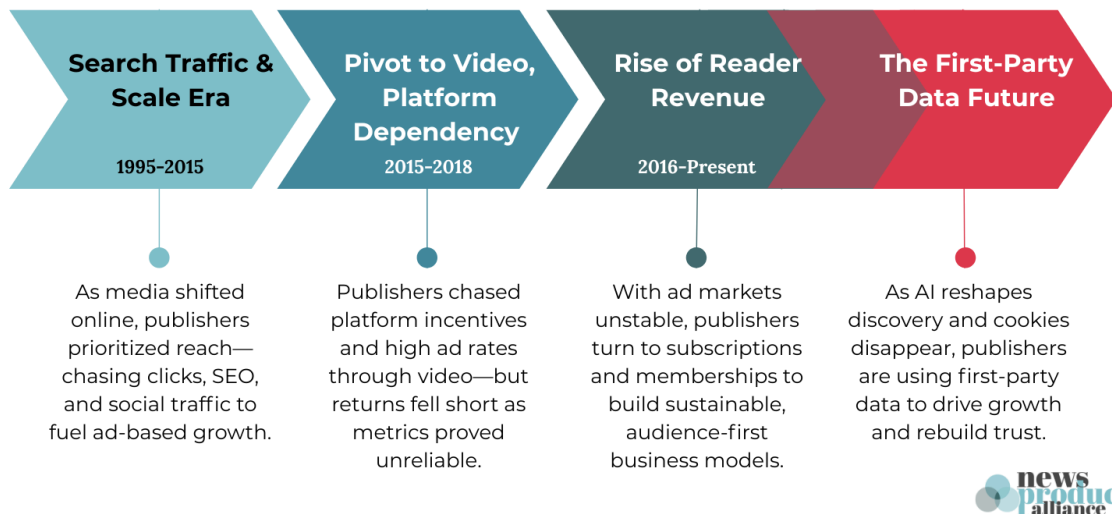 Search Traffic &
Scale Era
1995-2015
Pivot to Video,
Platform
Dependency
2015-2018
Rise of Reader
Revenue
2016-Present
The First-Party
Data Future
As media shifted
online, publishers
prioritized reach—
chasing clicks, SEO,
and social traffic to
fuel ad-based growth.
Publishers chased
platform incentives
and high ad rates
through video—but
returns fell short as
metrics proved
unreliable.
With ad markets
unstable, publishers
turn to subscriptions
and memberships to
build sustainable,
audience-first
business models.
As AI reshapes
discovery and cookies
disappear, publishers
are using first-party
data to drive growth
and rebuild trust.
news
produc
alliance